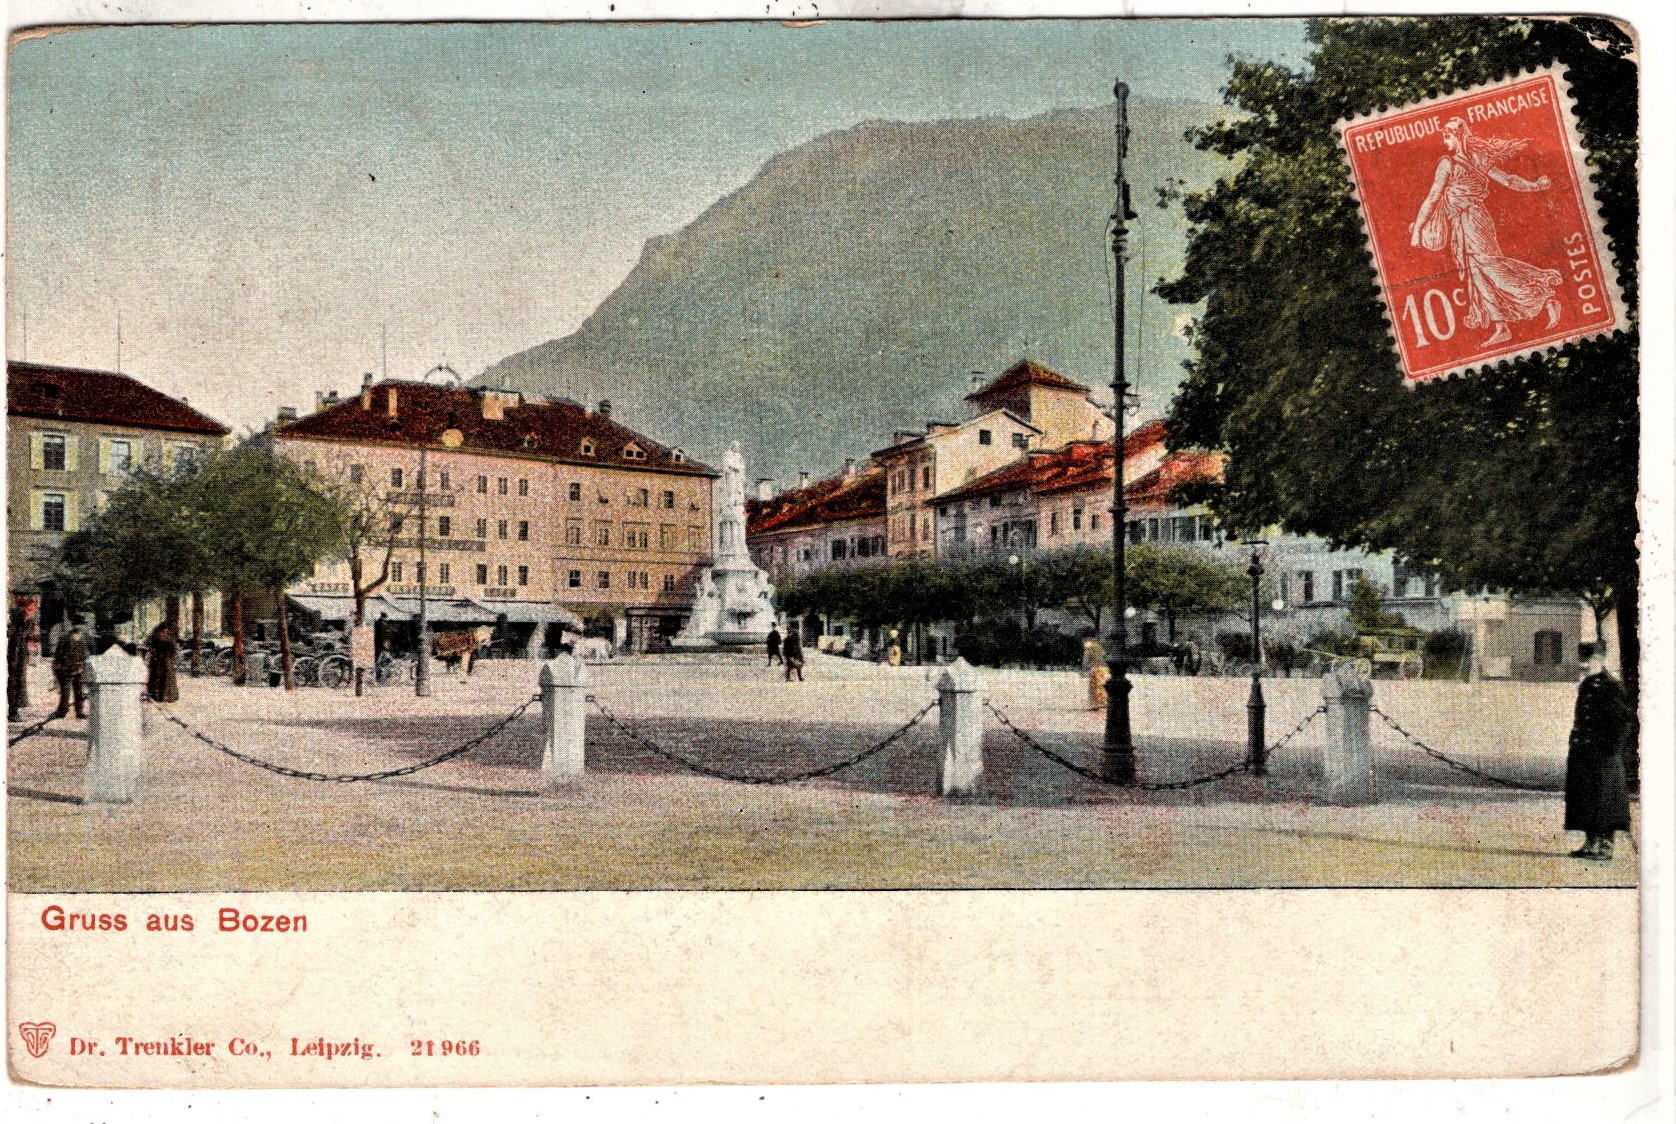 REPUBLIQUE FRANÇAISE
10c
POSTES
Gruss aus Bozen
Dr. Trenkler Co., Leipzig. 21966